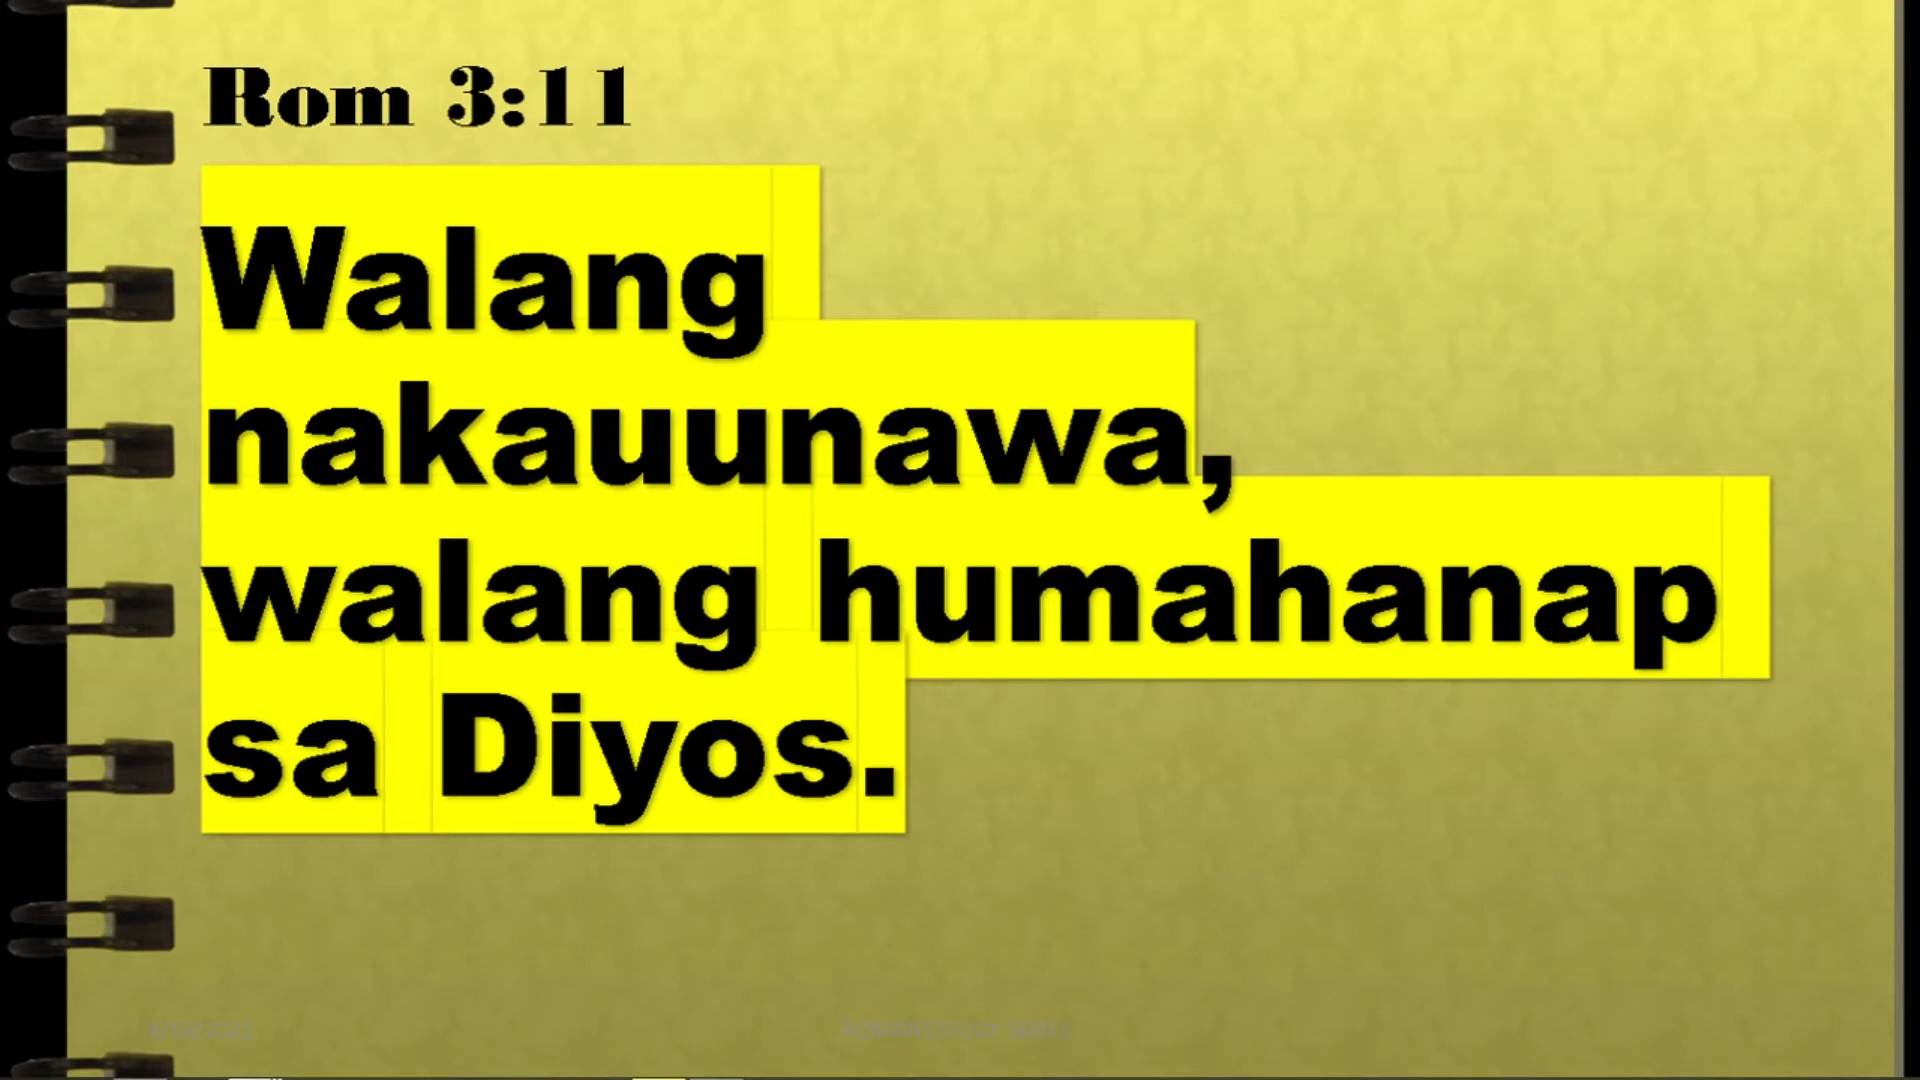 Rom 3:11
Walang
nakauunawa,
walang humahanap
sa Diyos.